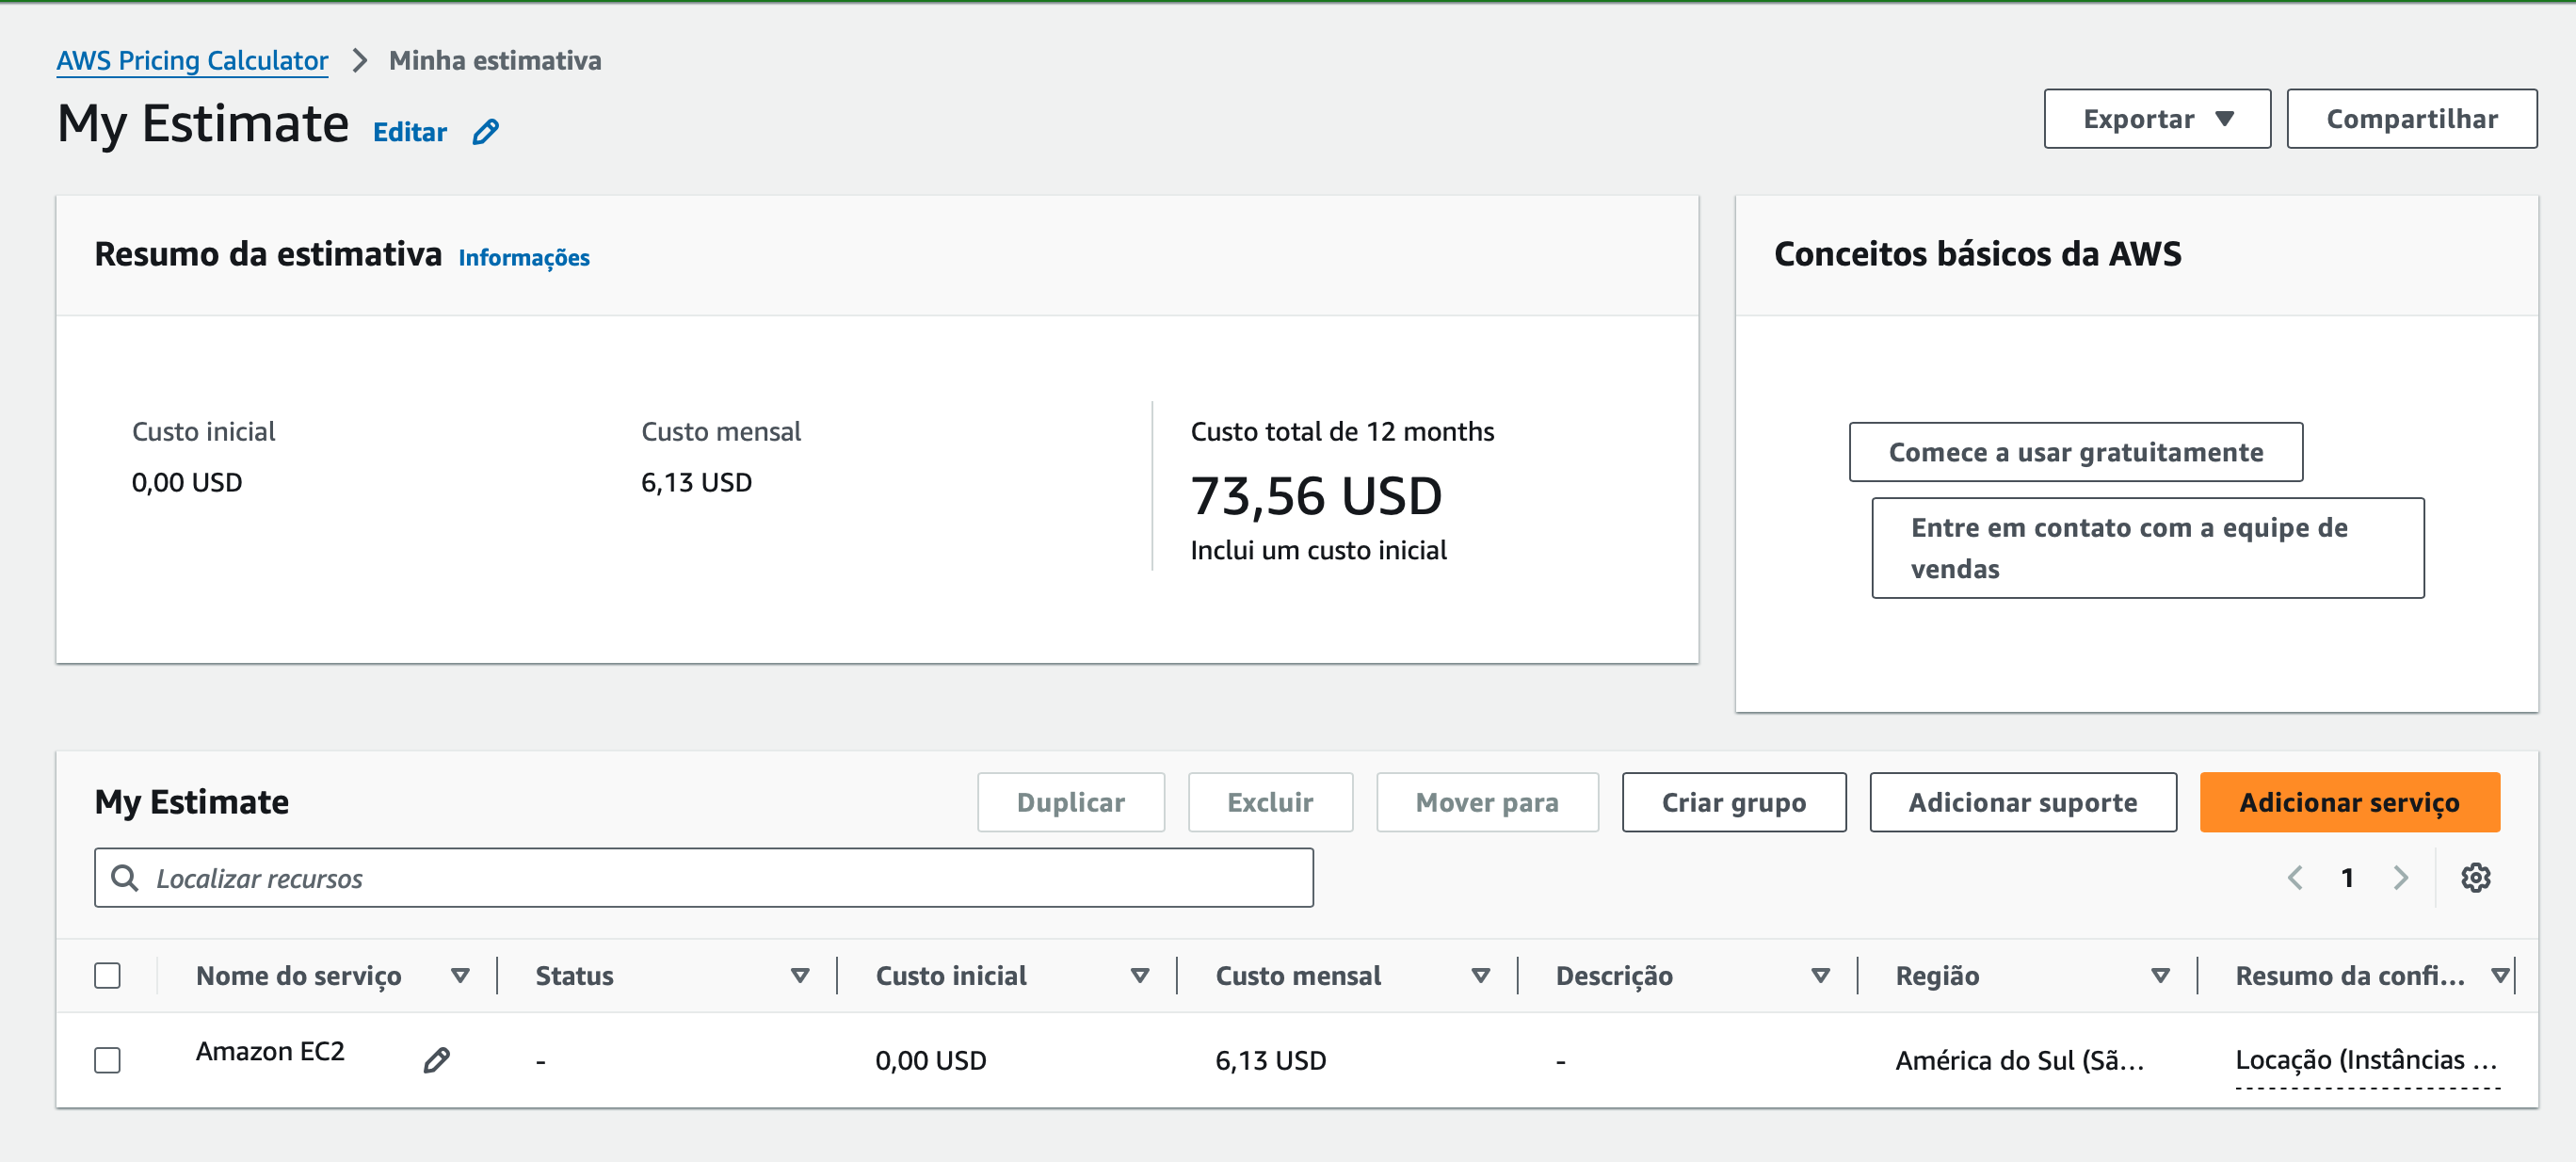 AWS Pricing Calculator > Minha estimativa
My Estimate Editar
Exportar Compartilhar
Resumo da estimativa Informações
Custo inicial
0,00 USD
Custo mensal
6,13 USD
Custo total de 12 months
73,56 USD
Inclui um custo inicial
Conceitos básicos da AWS
Comece a usar gratuitamente
Entre em contato com a equipe de
vendas
My Estimate
Duplicar Excluir Mover para Criar grupo Adicionar suporte Adicionar serviço
Localizar recursos
1
Nome do serviço Status Custo inicial Custo mensal Descrição Região Resumo da confi...
Amazon EC2 - 0,00 USD 6,13 USD - América do Sul (Sã... Locação (Instâncias ...